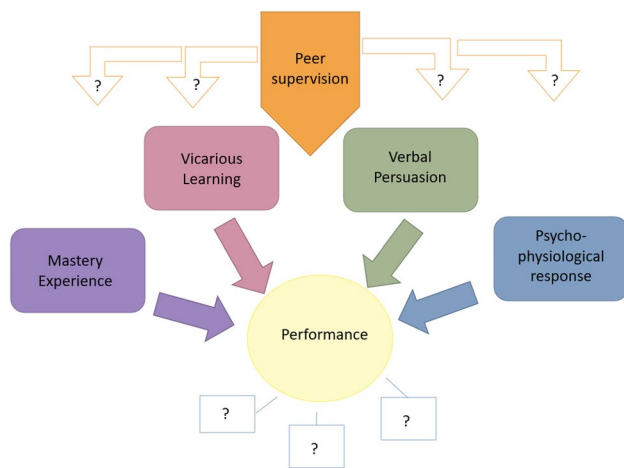 Peer
supervision
?
?
?
?
Vicarious
Learning
Verbal
Persuasion
Mastery
Experience
Psycho-
physiological
response
Performance
?
?
?